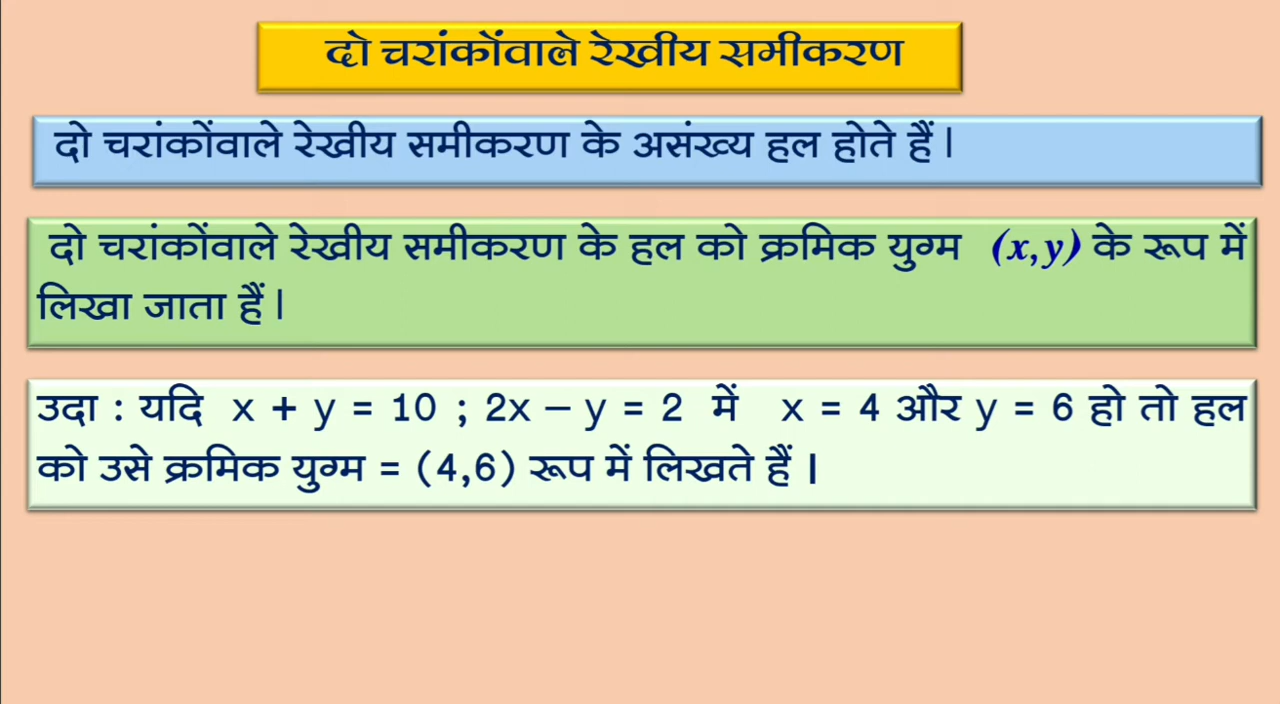 दो चरांकोंवाले रेखीय समीकरण
दो चरांकोंवाले रेखीय समीकरण के असंख्य हल होते हैं |
दो चरांकोंवाले रेखीय समीकरण के हल को क्रमिक युग्म (x,y) के रूप में
लिखा जाता हैं |
उदा : यदि x + y = 10 ; 2x – y = 2 में x = 4 और y = 6 हो तो हल
को उसे क्रमिक युग्म = (4,6) रूप में लिखते हैं |